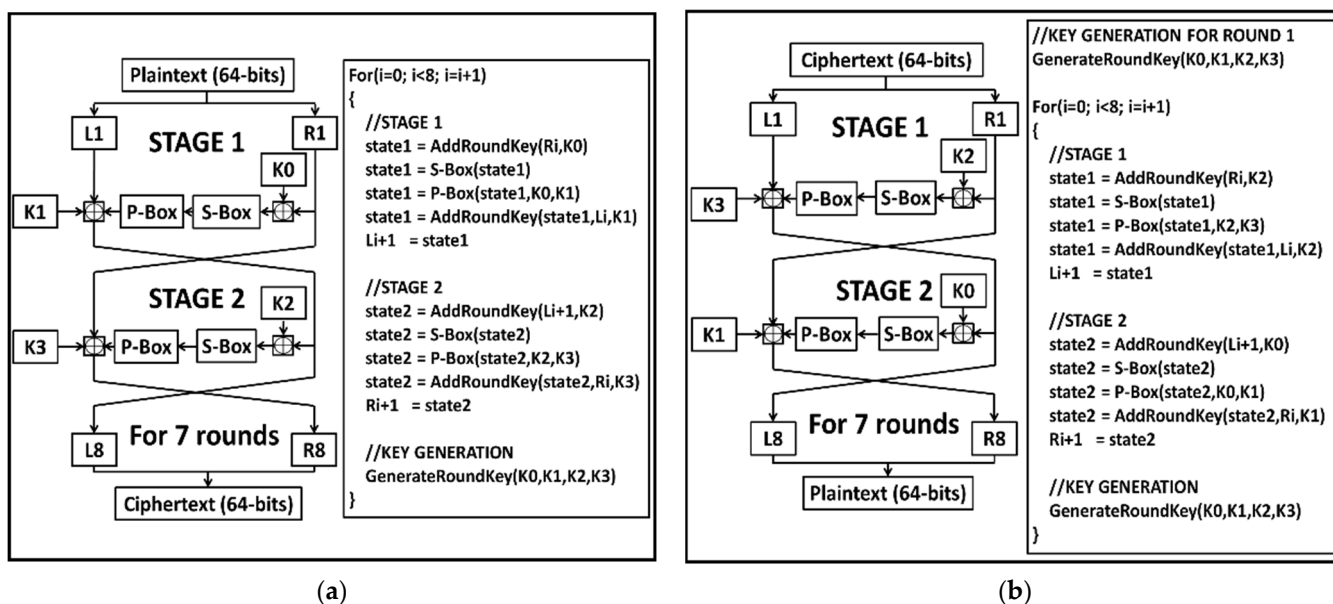 Plaintext (64-bits)
L1
STAGE 1
R1
K0
K1
P-Box
S-Box
STAGE 2
K2
K3
P-Box
S-Box
For 7 rounds
L8
R8
Ciphertext (64-bits)
For(i=0; i<8; i=i+1)
{
//STAGE 1
state1 = AddRoundKey(Ri,K0)
state1 = S-Box(state1)
state1 = P-Box(state1,K0,K1)
state1 = AddRoundKey(state1,Li,K1)
Li+1 = state1
//STAGE 2
state2 = AddRoundKey(Li+1,K2)
state2 = S-Box(state2)
state2 = P-Box(state2,K2,K3)
state2 = AddRoundKey(state2,Ri,K3)
Ri+1 = state2
//KEY GENERATION
GenerateRoundKey(K0,K1,K2,K3)
}
(a)
Ciphertext (64-bits)
L1
STAGE 1
R1
K2
K3
P-Box
S-Box
STAGE 2
K0
K1
P-Box
S-Box
For 7 rounds
L8
R8
Plaintext (64-bits)
//KEY GENERATION FOR ROUND 1
GenerateRoundKey(K0,K1,K2,K3)
For(i=0; i<8; i=i+1)
{
//STAGE 1
state1 = AddRoundKey(Ri,K2)
state1 = S-Box(state1)
state1 = P-Box(state1,K2,K3)
state1 = AddRoundKey(state1,Li,K2)
Li+1 = state1
//STAGE 2
state2 = AddRoundKey(Li+1,K0)
state2 = S-Box(state2)
state2 = P-Box(state2,K0,K1)
state2 = AddRoundKey(state2,Ri,K1)
Ri+1 = state2
//KEY GENERATION
GenerateRoundKey(K0,K1,K2,K3)
}
(b)